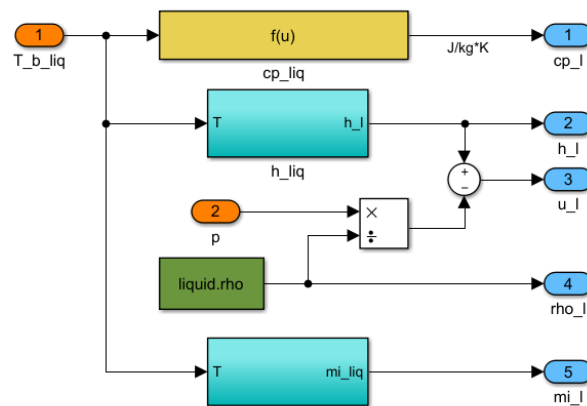 1
T_b_liq
f(u)
cp_liq
J/kg*K
1
cp_l
T
h_l
h_liq
2
h_l
+
−
3
u_l
2
p
×
÷
liquid.rho
4
rho_l
T
mi_liq
5
mi_l